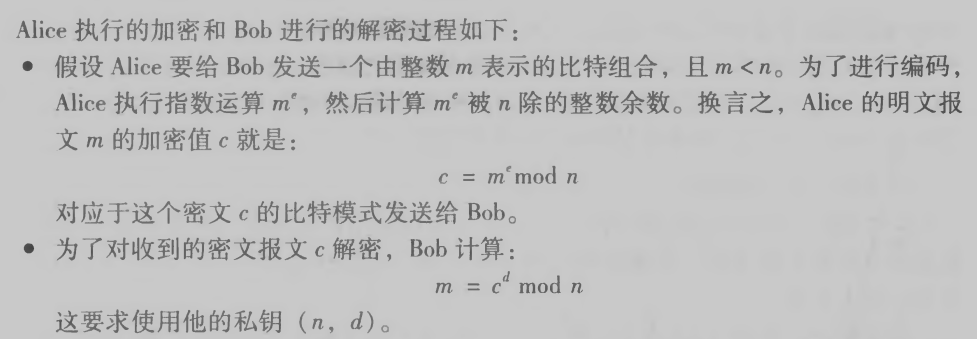 Alice 执行的加密和 Bob 进行的解密过程如下：
● 假设 Alice 要给 Bob 发送一个由整数 m 表示的比特组合，且 m < n。为了进行编码，
Alice 执行指数运算 mᵉ，然后计算 mᵉ 被 n 除的整数余数。换言之，Alice 的明文报
文 m 的加密值 c 就是：
c = mᵉ mod n
对应于这个密文 c 的比特模式发送给 Bob。
● 为了对收到的密文报文 c 解密，Bob 计算：
m = cᵈ mod n
这要求使用他的私钥（n，d）。